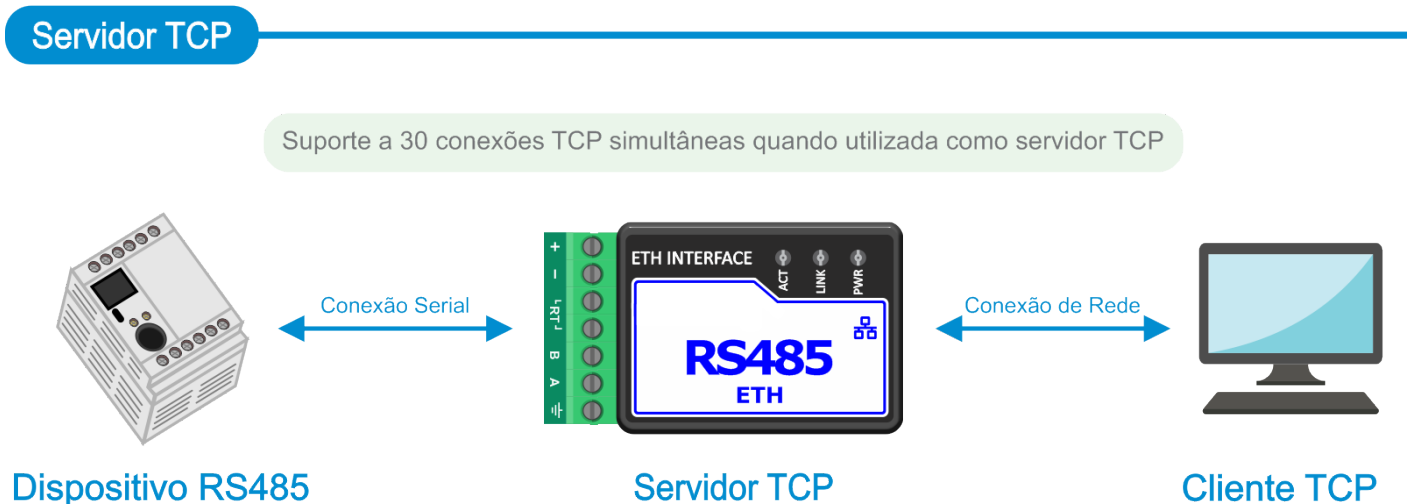 Servidor TCP
Suporte a 30 conexões TCP simultâneas quando utilizada como servidor TCP
Conexão Serial
+
-
RT
B
A
ETH INTERFACE
ACT
LINK
PWR
RS485
ETH
Conexão de Rede
Dispositivo RS485
Servidor TCP
Cliente TCP